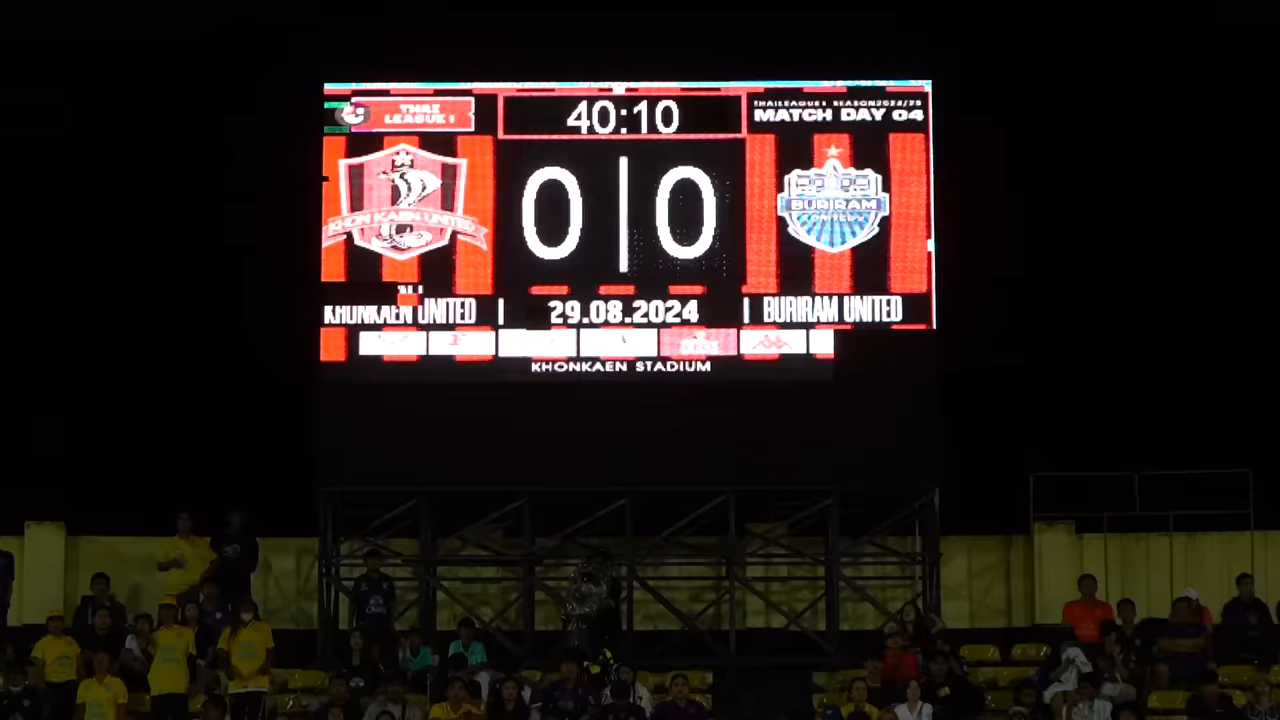 THAI
LEAGUE 1
40:10
THAILEAGUE1 SEASON2024/25
MATCH DAY 04
KHON KAEN UNITED
0 | 0
BURIRAM
UNITED
KHONKAEN UNITED | 29.08.2024 | BURIRAM UNITED
KHONKAEN STADIUM